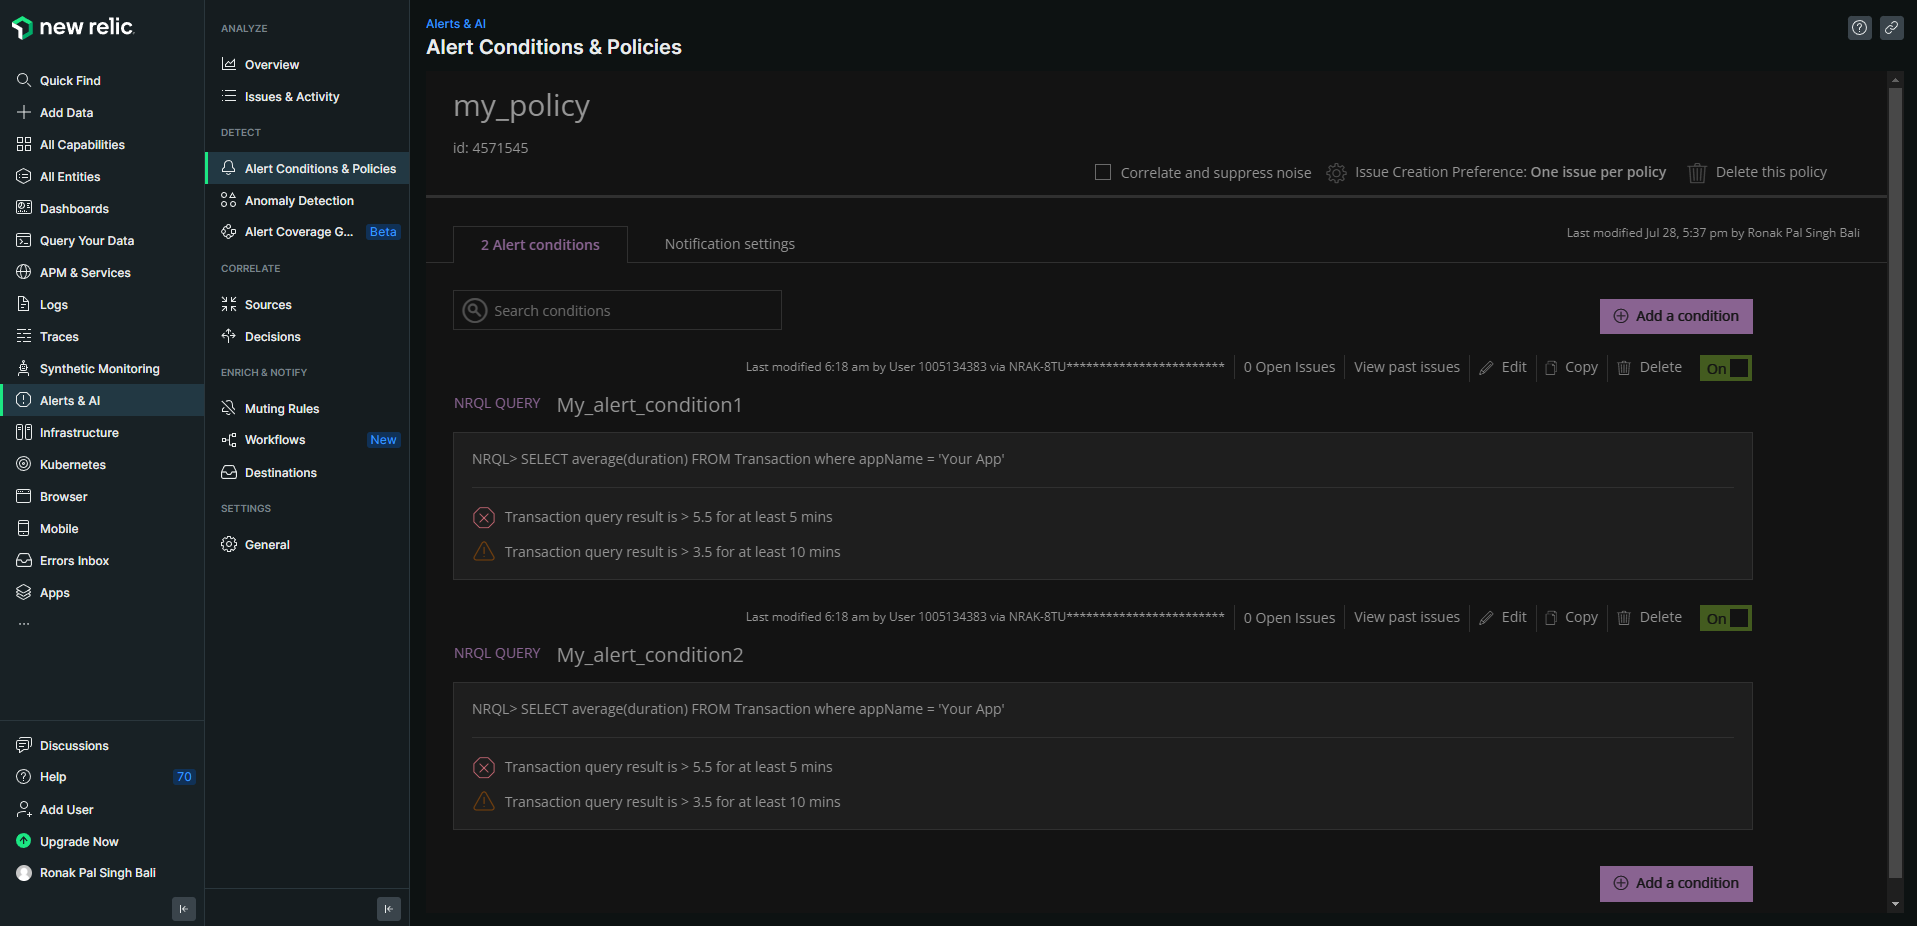 new relic
Quick Find
Add Data
All Capabilities
All Entities
Dashboards
Query Your Data
APM & Services
Logs
Traces
Synthetic Monitoring
Alerts & AI
Infrastructure
Kubernetes
Browser
Mobile
Errors Inbox
Apps
...
Discussions
Help 70
Add User
Upgrade Now
Ronak Pal Singh Bali
ANALYZE
Overview
Issues & Activity
DETECT
Alert Conditions & Policies
Anomaly Detection
Alert Coverage G... Beta
CORRELATE
Sources
Decisions
ENRICH & NOTIFY
Muting Rules
Workflows New
Destinations
SETTINGS
General
Alerts & AI
Alert Conditions & Policies
my_policy
id: 4571545
Correlate and suppress noise Issue Creation Preference: One issue per policy Delete this policy
2 Alert conditions Notification settings Last modified Jul 28, 5:37 pm by Ronak Pal Singh Bali
Search conditions Add a condition
Last modified 6:18 am by User 1005134383 via NRAK-8TU************************ 0 Open Issues View past issues Edit Copy Delete On
NRQL QUERY My_alert_condition1
NRQL> SELECT average(duration) FROM Transaction where appName = 'Your App'
Transaction query result is > 5.5 for at least 5 mins
Transaction query result is > 3.5 for at least 10 mins
Last modified 6:18 am by User 1005134383 via NRAK-8TU************************ 0 Open Issues View past issues Edit Copy Delete On
NRQL QUERY My_alert_condition2
NRQL> SELECT average(duration) FROM Transaction where appName = 'Your App'
Transaction query result is > 5.5 for at least 5 mins
Transaction query result is > 3.5 for at least 10 mins
Add a condition